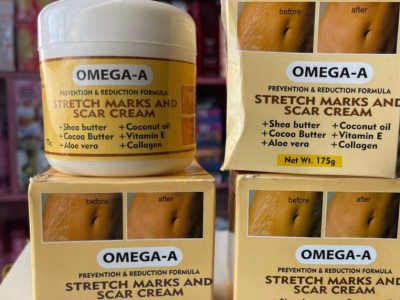 OMEGA-A
PREVENTION & REDUCTION FORMULA
STRETCH MARKS AND
SCAR CREAM
+Shea butter +Coconut oil
+Cocoa Butter +Vitamin E
+Aloe vera +Collagen
before after
OMEGA-A
PREVENTION & REDUCTION FORMULA
STRETCH MARKS AND
SCAR CREAM
+Shea butter +Coconut oil
+Cocoa Butter +Vitamin E
+Aloe vera +Collagen
Net Wt. 175g
before after
OMEGA-A
PREVENTION & REDUCTION FORMULA
STRETCH MARKS AND
SCAR CREAM
before after
OMEGA-A
PREVENTION & REDUCTION FORMULA
STRETCH MARKS AND
SCAR CREAM